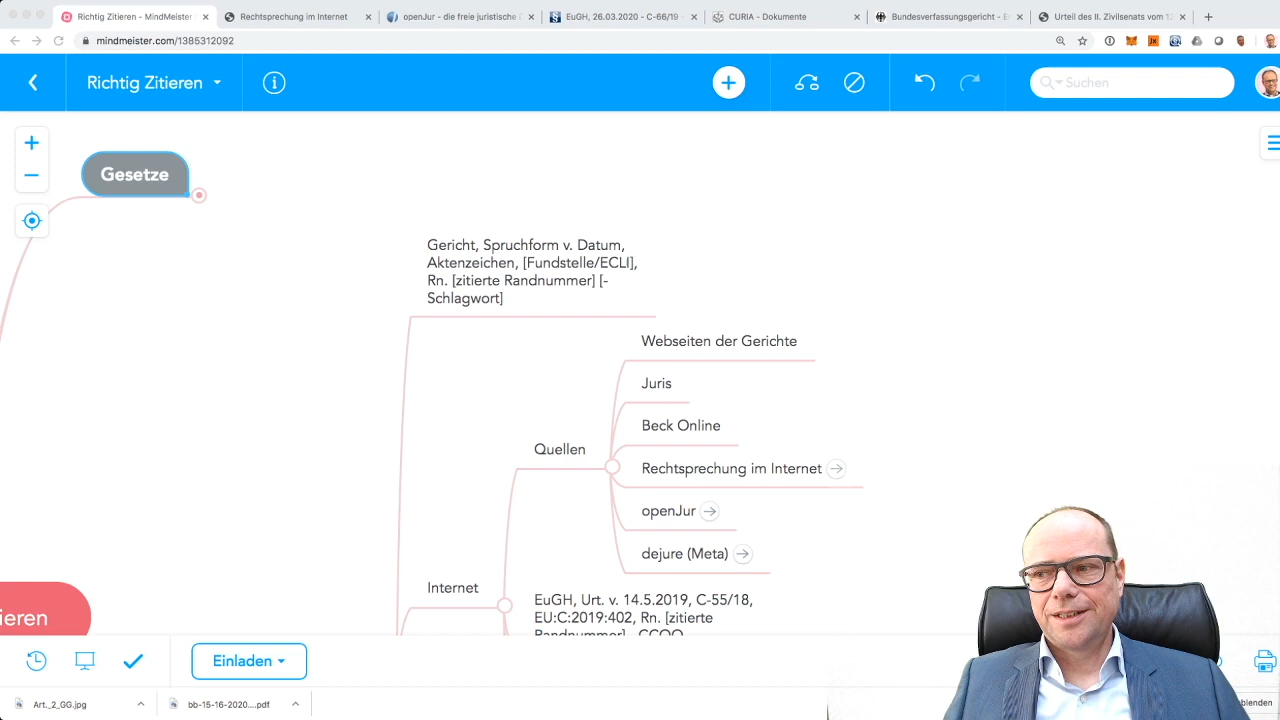 Richtig Zitieren - MindMeister
Rechtsprechung im Internet
openJur - die freie juristische
EuGH, 26.03.2020 - C-66/19 -
CURIA - Dokumente
Bundesverfassungsgericht - E
Urteil des II. Zivilsenats vom 12
mindmeister.com/1385312092
Richtig Zitieren
Suchen
Gesetze
Gericht, Spruchform v. Datum,
Aktenzeichen, [Fundstelle/ECLI],
Rn. [zitierte Randnummer] [-
Schlagwort]
Webseiten der Gerichte
Juris
Beck Online
Quellen
Rechtsprechung im Internet
openJur
dejure (Meta)
Internet
EuGH, Urt. v. 14.5.2019, C-55/18,
EU:C:2019:402, Rn. [zitierte
Randnummer] - CCOO
ieren
Einladen
Art._2_GG.jpg
bb-15-16-2020....pdf
blenden